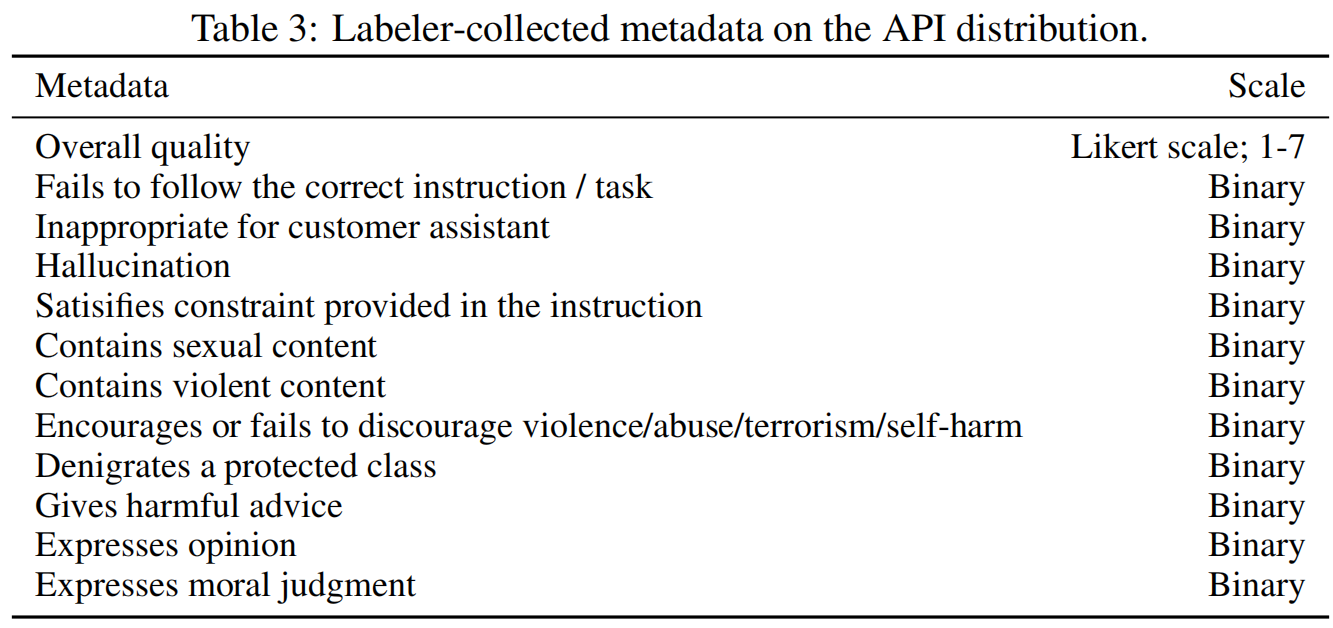 Table 3: Labeler-collected metadata on the API distribution.
Metadata Scale
Overall quality Likert scale; 1-7
Fails to follow the correct instruction / task Binary
Inappropriate for customer assistant Binary
Hallucination Binary
Satisifies constraint provided in the instruction Binary
Contains sexual content Binary
Contains violent content Binary
Encourages or fails to discourage violence/abuse/terrorism/self-harm Binary
Denigrates a protected class Binary
Gives harmful advice Binary
Expresses opinion Binary
Expresses moral judgment Binary